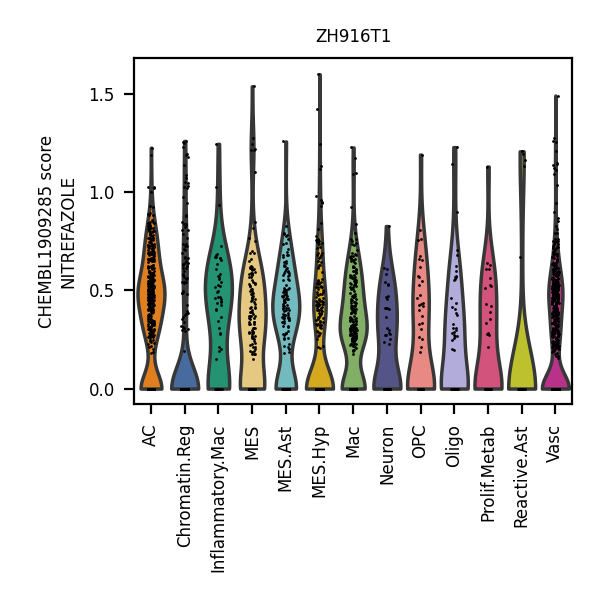 ZH916T1
CHEMBL1909285 score
NITREFAZOLE
1.5
1.0
0.5
0.0
AC
Chromatin.Reg
Inflammatory.Mac
MES
MES.Ast
MES.Hyp
Mac
Neuron
OPC
Oligo
Prolif.Metab
Reactive.Ast
Vasc